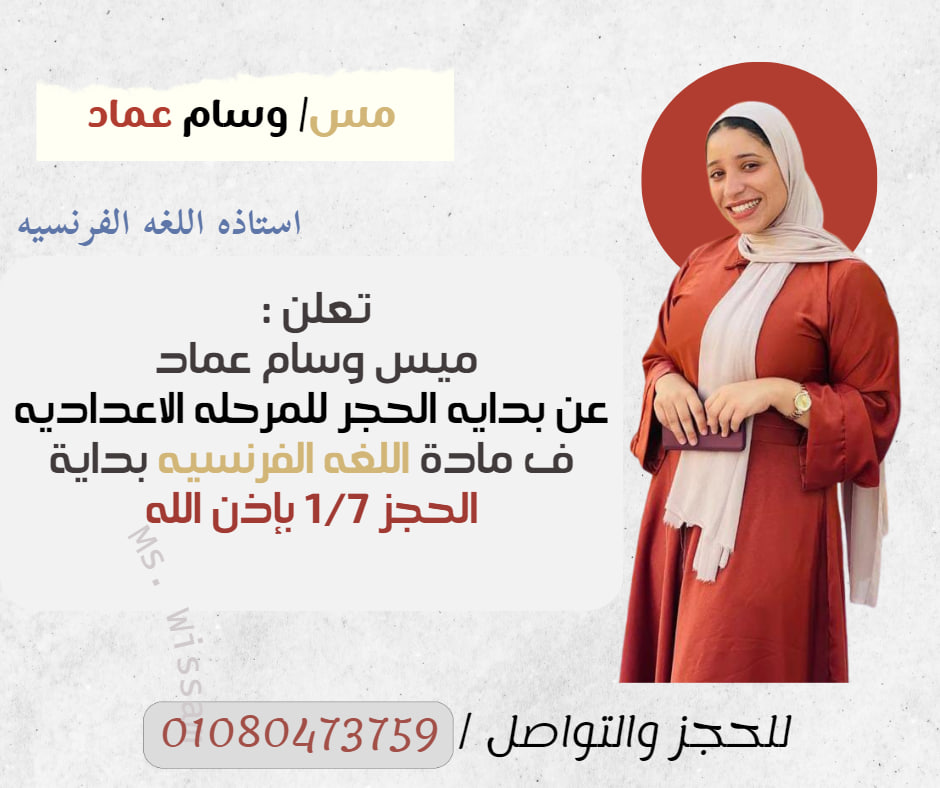 مس/ وسام عماد
استاذه اللغه الفرنسيه
تعلن :
ميس وسام عماد
عن بدايه الحجر للمرحله الاعداديه
ف مادة اللغه الفرنسيه بداية
الحجز 1/7 بإذن الله
Ms. Wissam
للحجز والتواصل / 01080473759